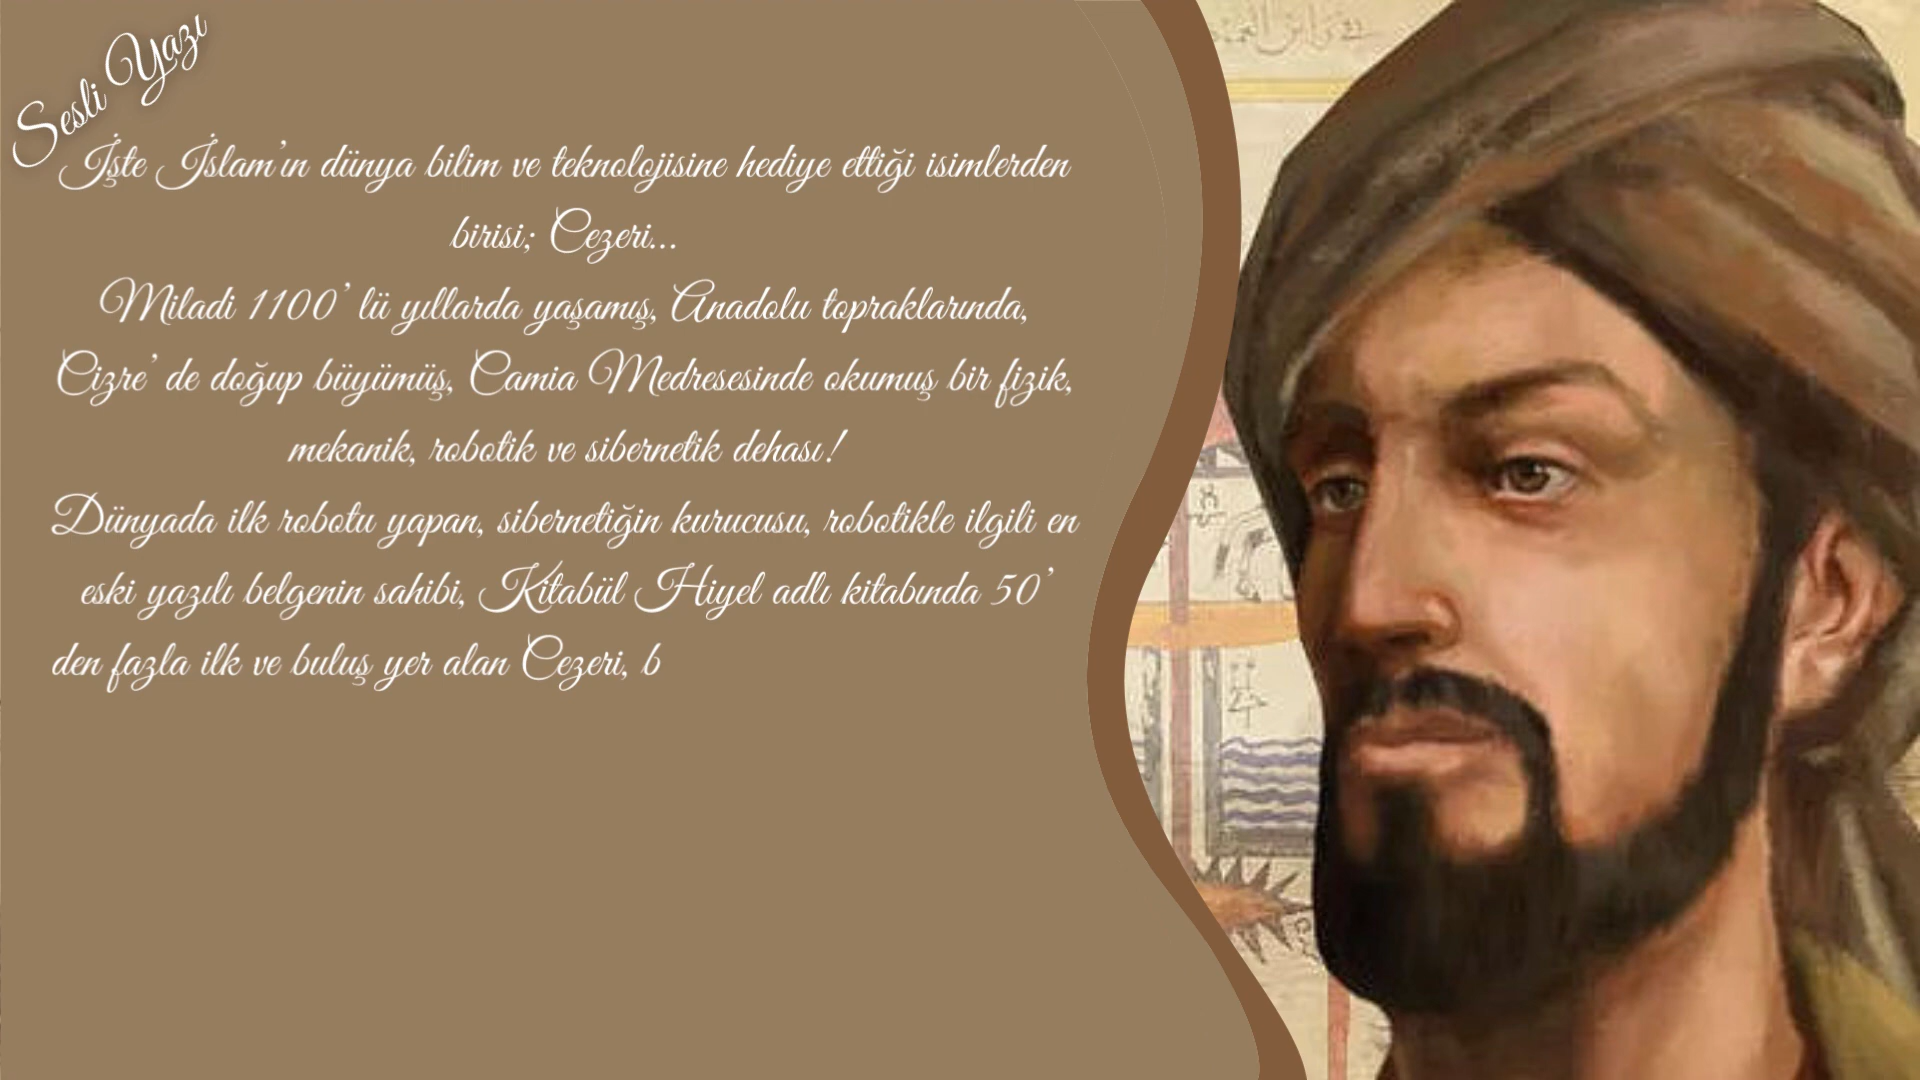 Sesli Yazı
İşte İslam'ın dünya bilim ve teknolojisine hediye ettiği isimlerden
birisi; Cezeri...
Miladi 1100' lü yıllarda yaşamış, Anadolu topraklarında,
Cizre' de doğup büyümüş, Camia Medresesinde okumuş bir fizik,
mekanik, robotik ve sibernetik dehası!
Dünyada ilk robotu yapan, sibernetiğin kurucusu, robotikle ilgili en
eski yazılı belgenin sahibi, Kitabül Hiyel adlı kitabında 50'
den fazla ilk ve buluş yer alan Cezeri, b